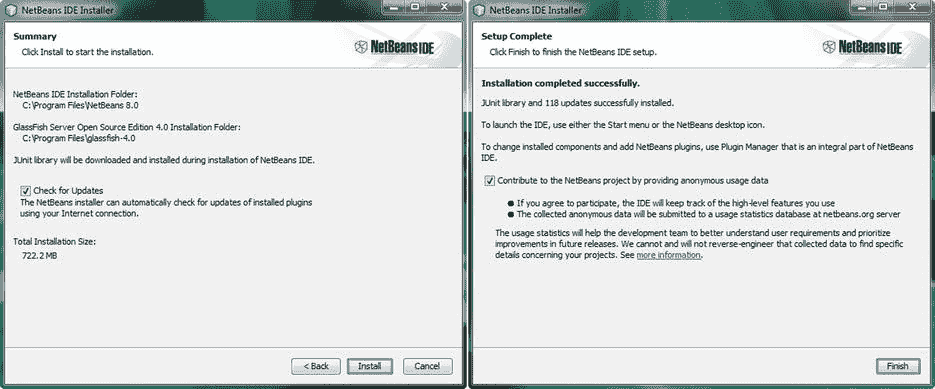 NetBeans IDE Installer
Summary
Click Install to start the installation.
NetBeans IDE
NetBeans IDE Installation Folder:
C:\Program Files\NetBeans 8.0
GlassFish Server Open Source Edition 4.0 Installation Folder:
C:\Program Files\glassfish-4.0
JUnit library will be downloaded and installed during installation of NetBeans IDE.
Check for Updates
The NetBeans installer can automatically check for updates of installed plugins
using your Internet connection.
Total Installation Size:
722.2 MB
< Back
Install
Cancel
NetBeans IDE Installer
Setup Complete
Click Finish to finish the NetBeans IDE setup.
NetBeans IDE
Installation completed successfully.
JUnit library and 118 updates successfully installed.
To launch the IDE, use either the Start menu or the NetBeans desktop icon.
To change installed components and add NetBeans plugins, use Plugin Manager that is an integral part of NetBeans
IDE.
Contribute to the NetBeans project by providing anonymous usage data
● If you agree to participate, the IDE will keep track of the high-level features you use
● The collected anonymous data will be submitted to a usage statistics database at netbeans.org server
The usage statistics will help the development team to better understand user requirements and prioritize
improvements in future releases. We cannot and will not reverse-engineer that collected data to find specific
details concerning your projects. See more information.
Finish